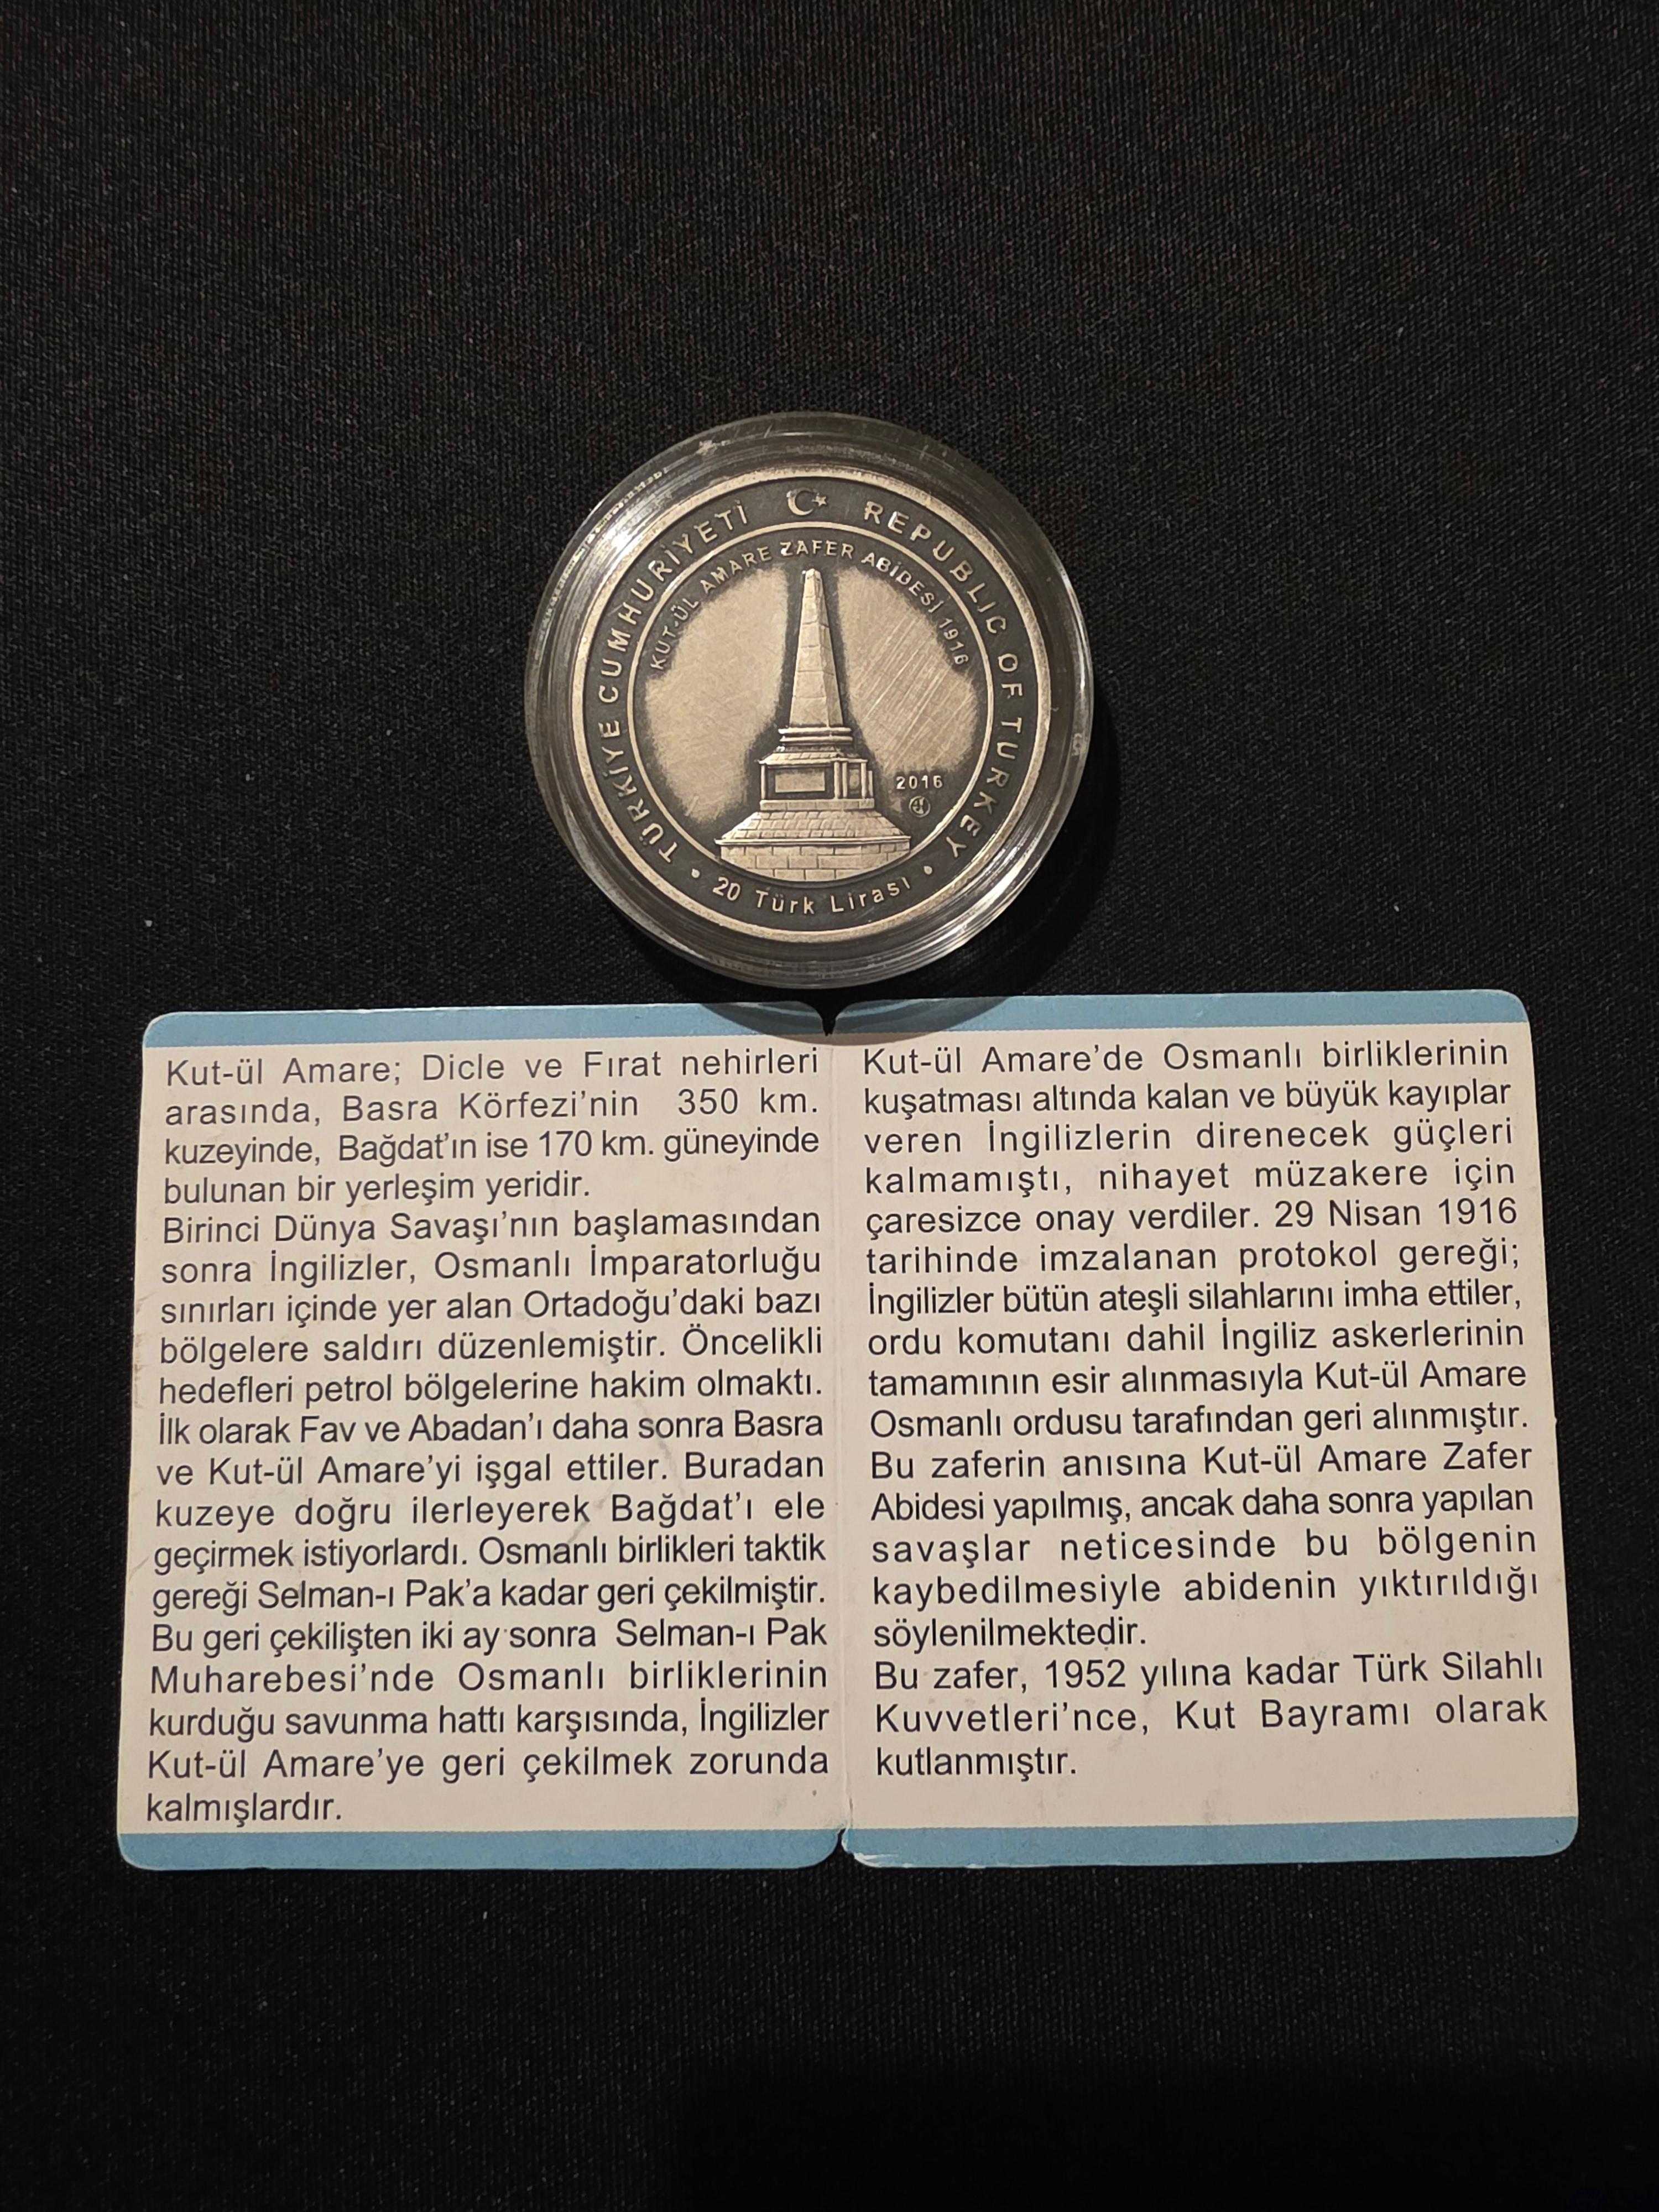 TÜRKİYE CUMHURİYETİ
REPUBLIC OF TURKEY
KUT-ÜL AMARE ZAFER ABİDESİ 1916
2016
• 20 Türk Lirası •
Kut-ül Amare; Dicle ve Fırat nehirleri
arasında, Basra Körfezi'nin 350 km.
kuzeyinde, Bağdat'ın ise 170 km. güneyinde
bulunan bir yerleşim yeridir.
Birinci Dünya Savaşı'nın başlamasından
sonra İngilizler, Osmanlı İmparatorluğu
sınırları içinde yer alan Ortadoğu'daki bazı
bölgelere saldırı düzenlemiştir. Öncelikli
hedefleri petrol bölgelerine hakim olmaktı.
İlk olarak Fav ve Abadan'ı daha sonra Basra
ve Kut-ül Amare'yi işgal ettiler. Buradan
kuzeye doğru ilerleyerek Bağdat'ı ele
geçirmek istiyorlardı. Osmanlı birlikleri taktik
gereği Selman-ı Pak'a kadar geri çekilmiştir.
Bu geri çekilişten iki ay sonra Selman-ı Pak
Muharebesi'nde Osmanlı birliklerinin
kurduğu savunma hattı karşısında, İngilizler
Kut-ül Amare'ye geri çekilmek zorunda
kalmışlardır.
Kut-ül Amare'de Osmanlı birliklerinin
kuşatması altında kalan ve büyük kayıplar
veren İngilizlerin direnecek güçleri
kalmamıştı, nihayet müzakere için
çaresizce onay verdiler. 29 Nisan 1916
tarihinde imzalanan protokol gereği;
İngilizler bütün ateşli silahlarını imha ettiler,
ordu komutanı dahil İngiliz askerlerinin
tamamının esir alınmasıyla Kut-ül Amare
Osmanlı ordusu tarafından geri alınmıştır.
Bu zaferin anısına Kut-ül Amare Zafer
Abidesi yapılmış, ancak daha sonra yapılan
savaşlar neticesinde bu bölgenin
kaybedilmesiyle abidenin yıktırıldığı
söylenilmektedir.
Bu zafer, 1952 yılına kadar Türk Silahlı
Kuvvetleri'nce, Kut Bayramı olarak
kutlanmıştır.